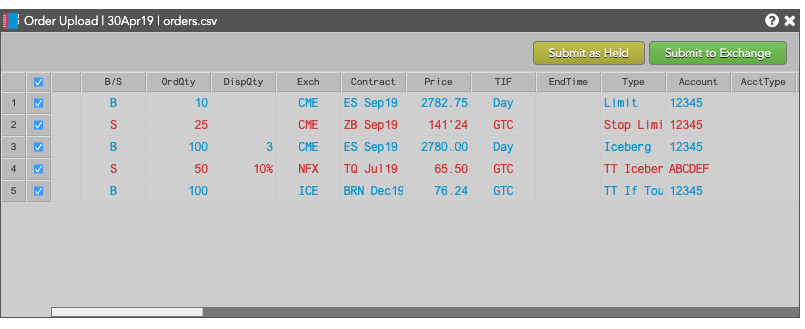 Order Upload | 30Apr19 | orders.csv
Submit as Held Submit to Exchange
B/S OrdQty DispQty Exch Contract Price TIF EndTime Type Account AcctType
1 B 10 CME ES Sep19 2782.75 Day Limit 12345
2 S 25 CME ZB Sep19 141'24 GTC Stop Limi 12345
3 B 100 3 CME ES Sep19 2780.00 Day Iceberg 12345
4 S 50 10% NFX TQ Jul19 65.50 GTC TT Iceber ABCDEF
5 B 100 ICE BRN Dec19 76.24 GTC TT If Tou 12345